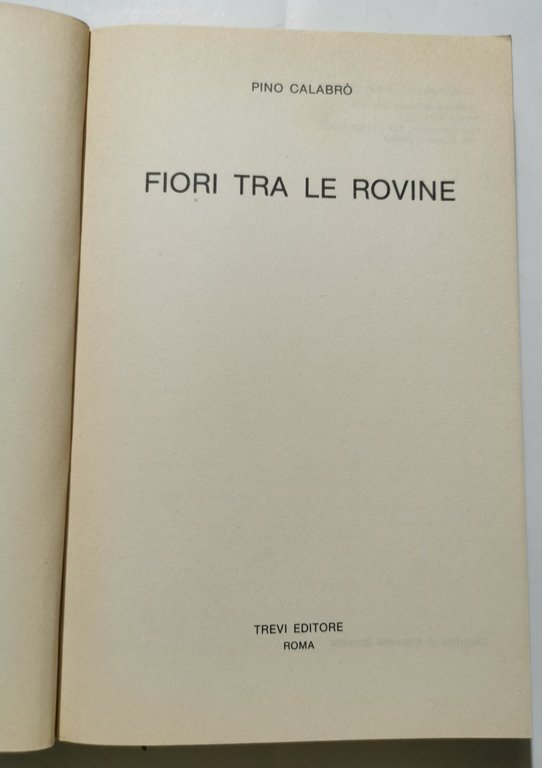 PINO CALABRÒ
FIORI TRA LE ROVINE
TREVI EDITORE
ROMA